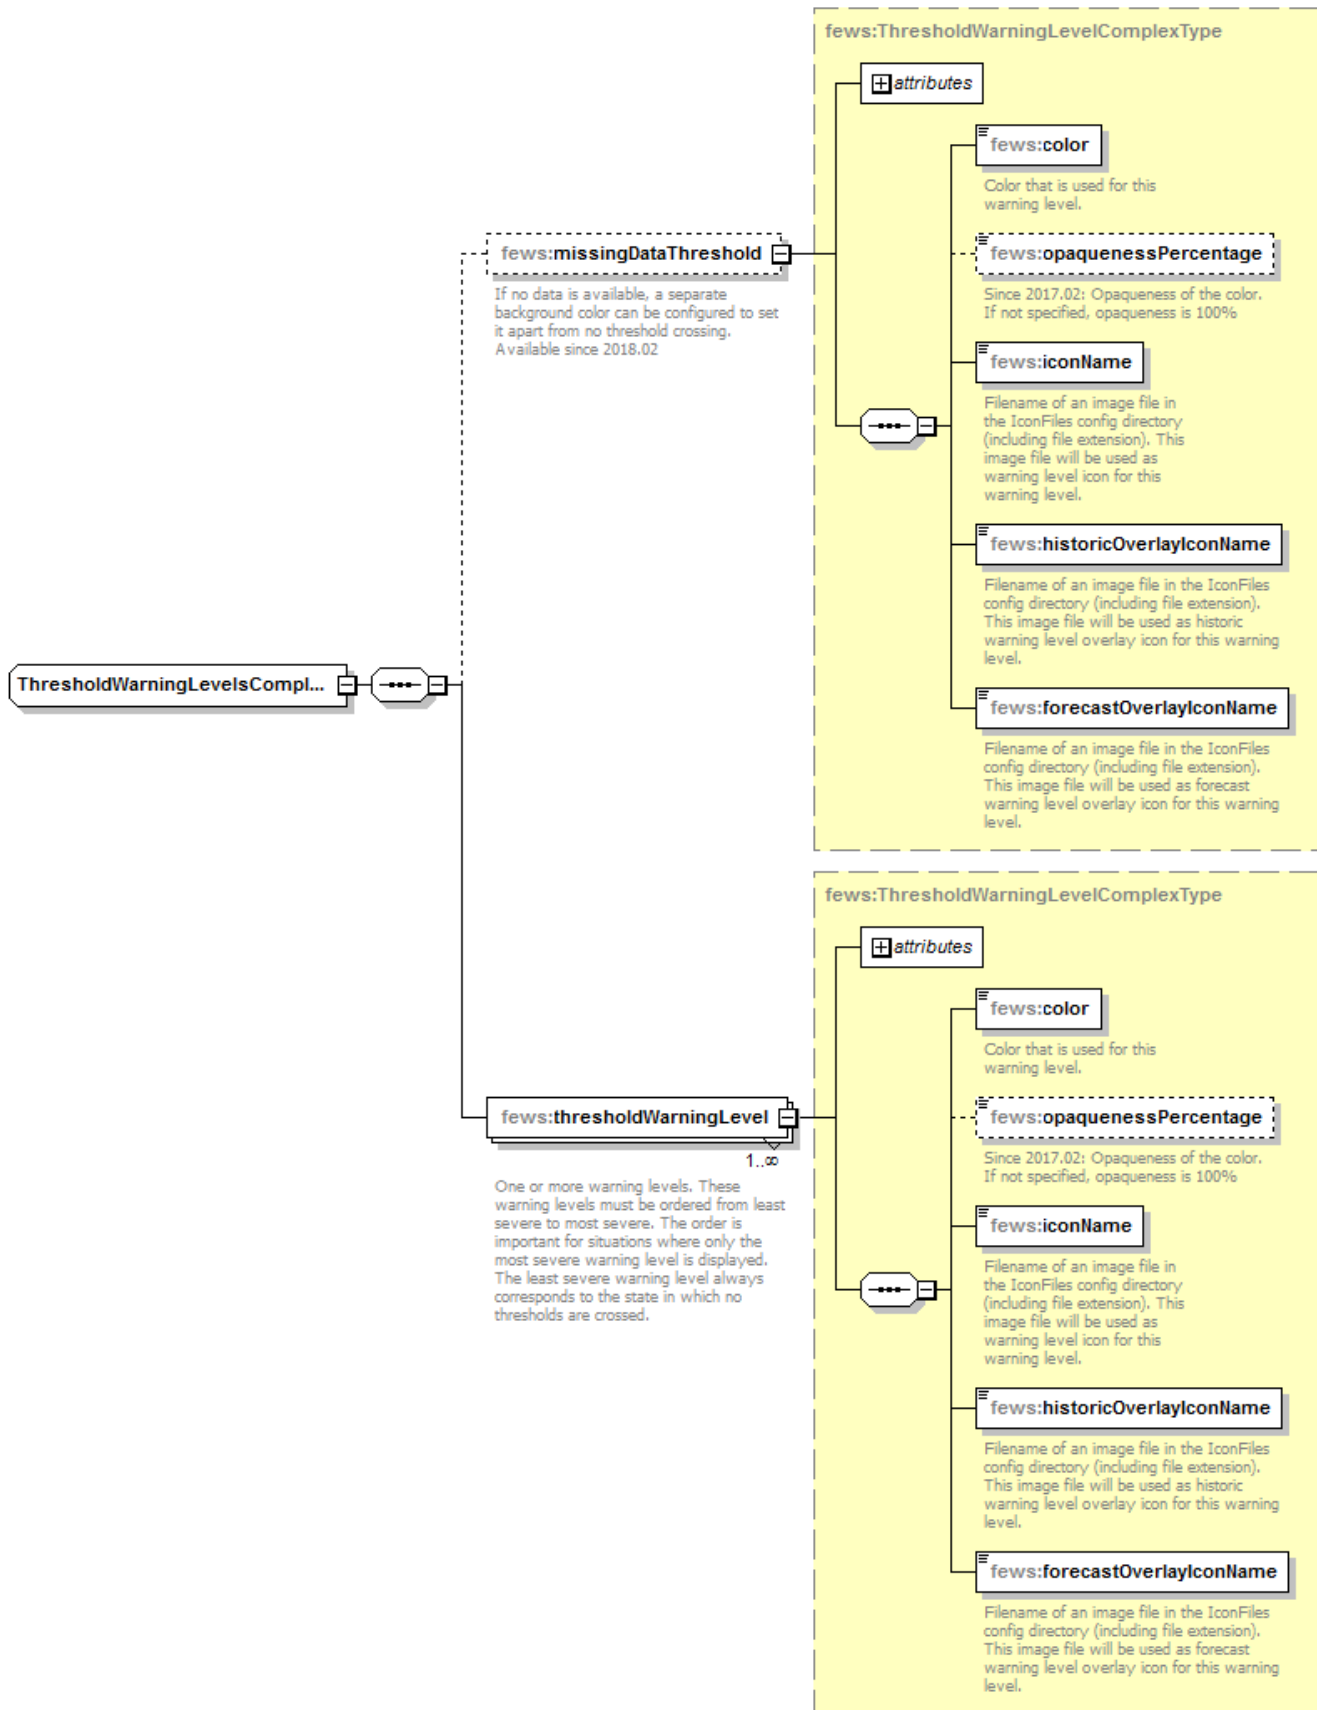 fews:ThresholdWarningLevelComplexType
attributes
fews:color
Color that is used for this
warning level.
fews:missingDataThreshold
If no data is available, a separate
background color can be configured to set
it apart from no threshold crossing.
Available since 2018.02
fews:opaquenessPercentage
Since 2017.02: Opaqueness of the color.
If not specified, opaqueness is 100%
fews:iconName
Filename of an image file in
the IconFiles config directory
(including file extension). This
image file will be used as
warning level icon for this
warning level.
fews:historicOverlayIconName
Filename of an image file in the IconFiles
config directory (including file extension).
This image file will be used as historic
warning level overlay icon for this warning
level.
ThresholdWarningLevelsCompl...
fews:forecastOverlayIconName
Filename of an image file in the IconFiles
config directory (including file extension).
This image file will be used as forecast
warning level overlay icon for this warning
level.
fews:ThresholdWarningLevelComplexType
attributes
fews:color
Color that is used for this
warning level.
fews:thresholdWarningLevel
1..∞
One or more warning levels. These
warning levels must be ordered from least
severe to most severe. The order is
important for situations where only the
most severe warning level is displayed.
The least severe warning level always
corresponds to the state in which no
thresholds are crossed.
fews:opaquenessPercentage
Since 2017.02: Opaqueness of the color.
If not specified, opaqueness is 100%
fews:iconName
Filename of an image file in
the IconFiles config directory
(including file extension). This
image file will be used as
warning level icon for this
warning level.
fews:historicOverlayIconName
Filename of an image file in the IconFiles
config directory (including file extension).
This image file will be used as historic
warning level overlay icon for this warning
level.
fews:forecastOverlayIconName
Filename of an image file in the IconFiles
config directory (including file extension).
This image file will be used as forecast
warning level overlay icon for this warning
level.